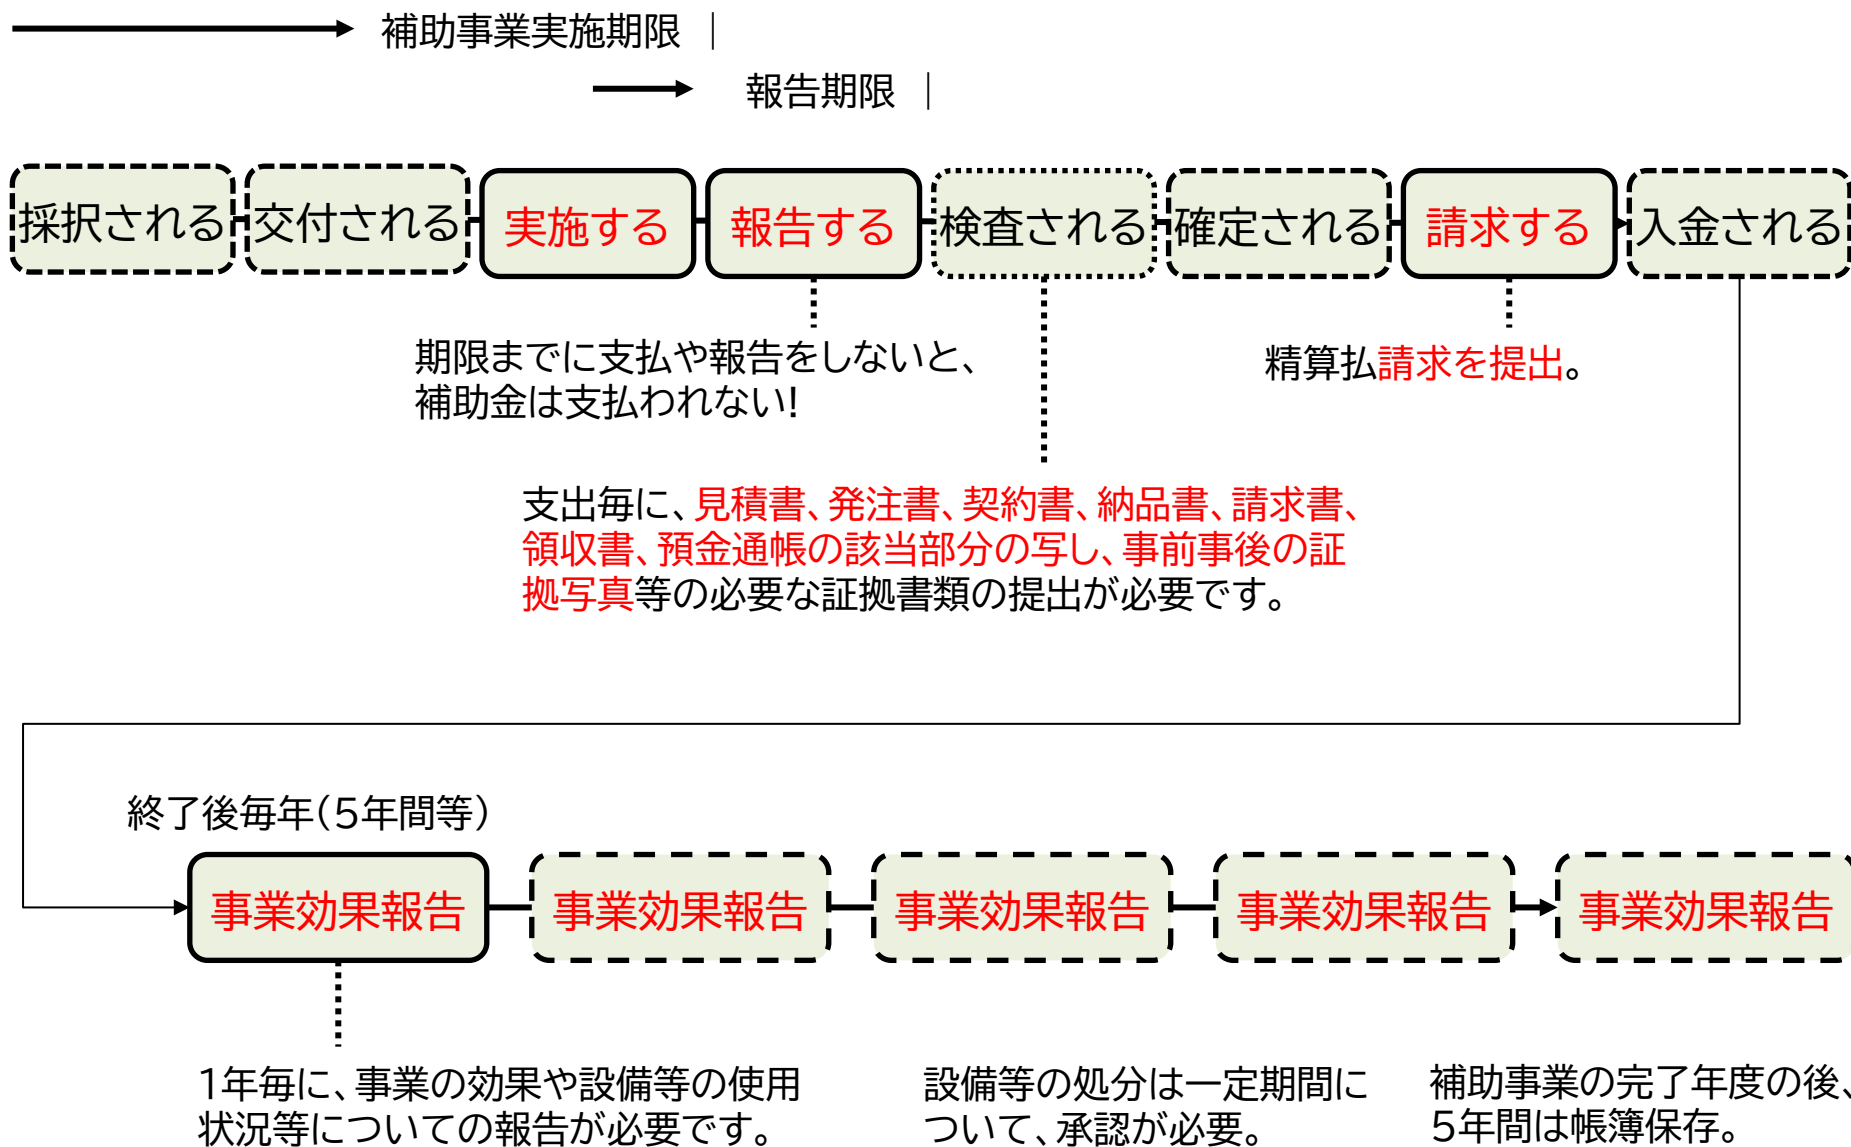 補助事業実施期限 |
報告期限 |
採択される
交付される
実施する
報告する
検査される
確定される
請求する
入金される
期限までに支払や報告をしないと、
補助金は支払われない!
精算払請求を提出。
支出毎に、見積書、発注書、契約書、納品書、請求書、
領収書、預金通帳の該当部分の写し、事前事後の証
拠写真等の必要な証拠書類の提出が必要です。
終了後毎年(5年間等)
事業効果報告
事業効果報告
事業効果報告
事業効果報告
事業効果報告
1年毎に、事業の効果や設備等の使用
状況等についての報告が必要です。
設備等の処分は一定期間に
ついて、承認が必要。
補助事業の完了年度の後、
5年間は帳簿保存。